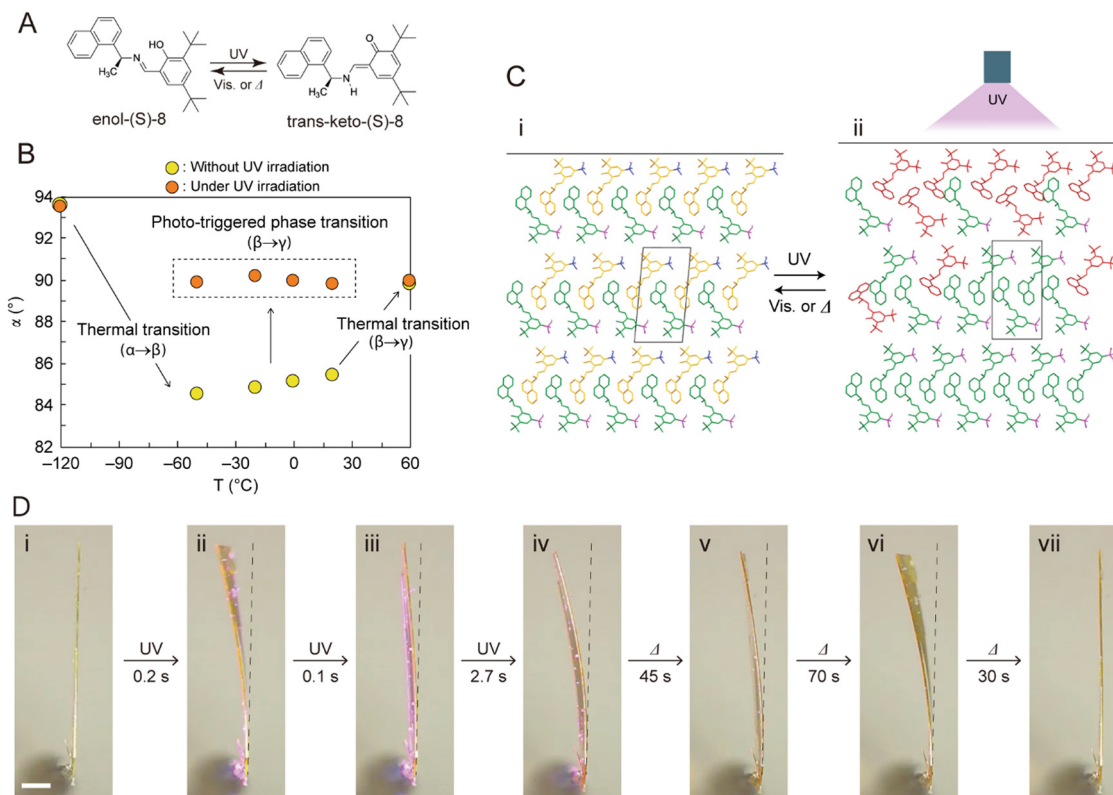 A
OH
N
H₃C
enol-(S)-8
UV
Vis. or Δ
O
N
H
H₃C
trans-keto-(S)-8
B
: Without UV irradiation
: Under UV irradiation
94
92
90
88
86
84
82
α (°)
Photo-triggered phase transition
(β→γ)
Thermal transition
(α→β)
Thermal transition
(β→γ)
–120 –90 –60 –30 0 30 60
T (°C)
C
i
UV
Vis. or Δ
ii
UV
D
i
UV
0.2 s
ii
UV
0.1 s
iii
UV
2.7 s
iv
Δ
45 s
v
Δ
70 s
vi
Δ
30 s
vii